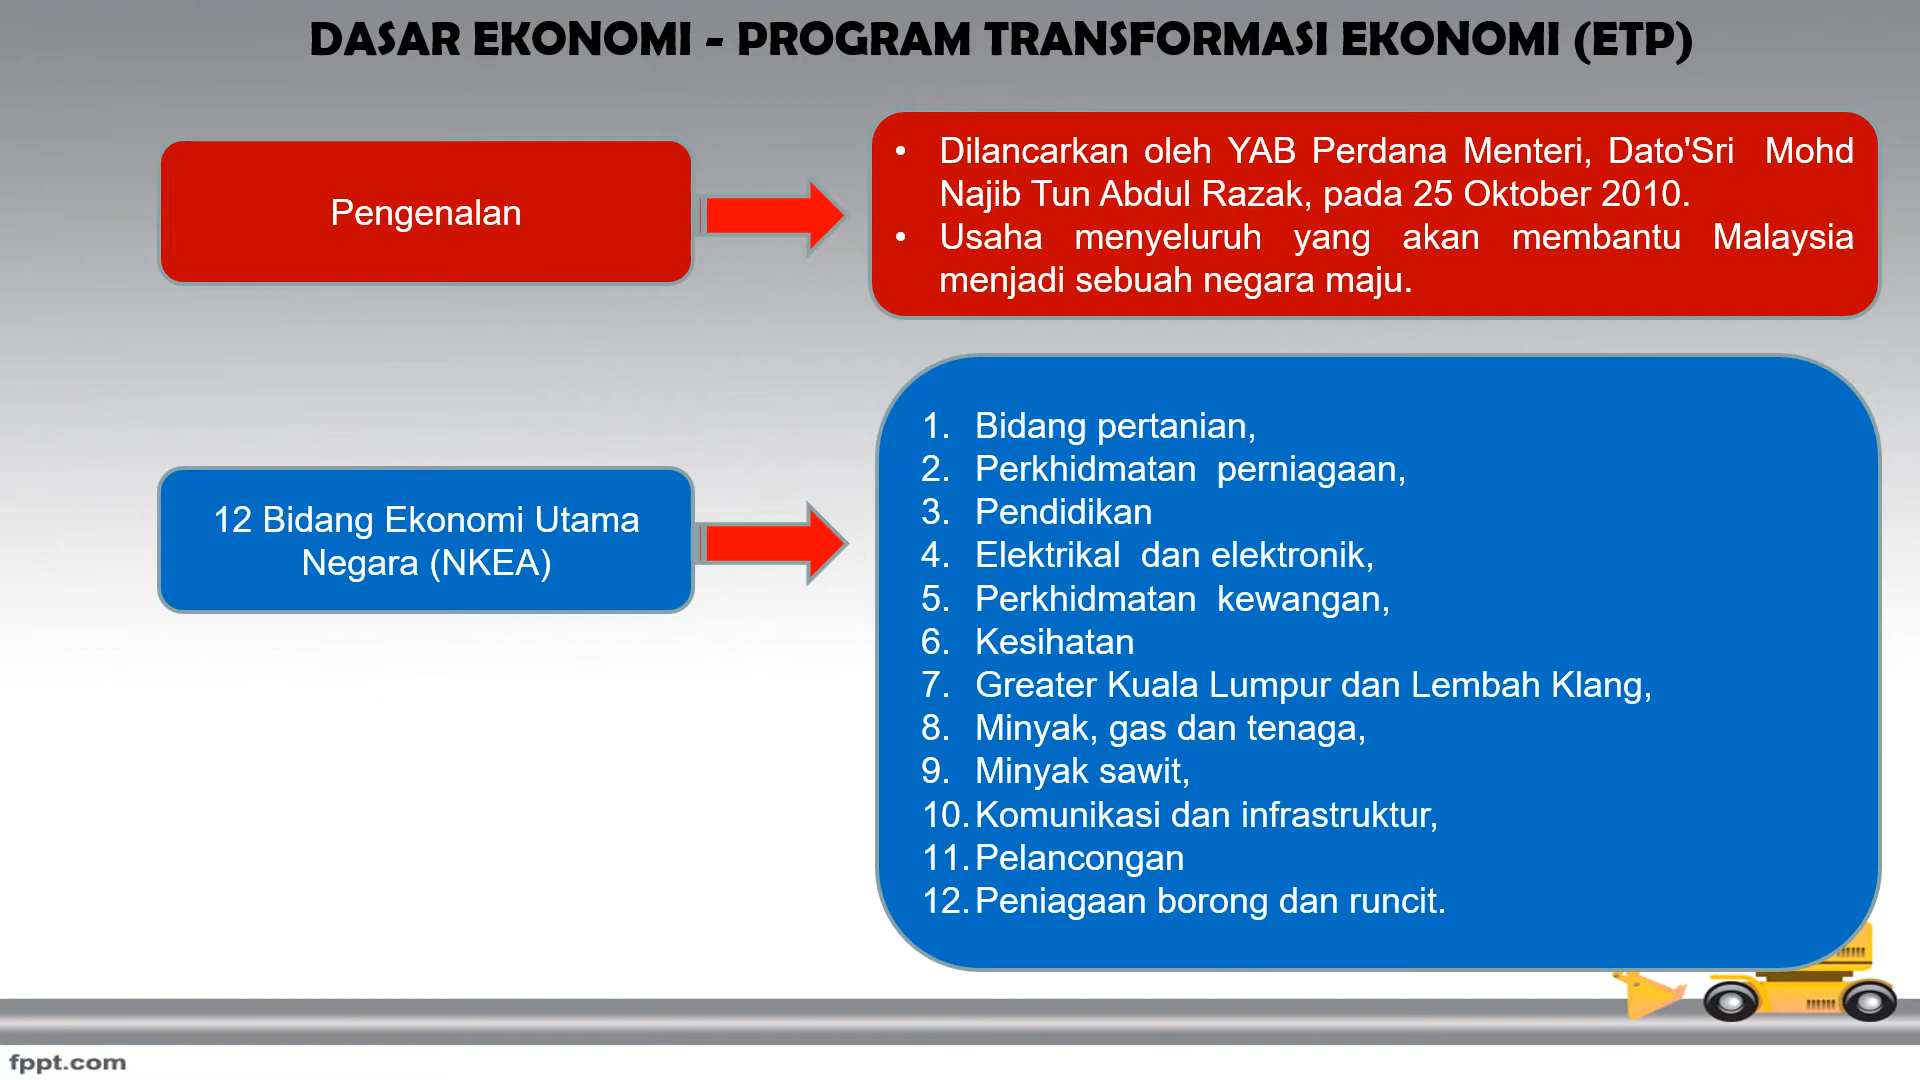 DASAR EKONOMI - PROGRAM TRANSFORMASI EKONOMI (ETP)
Pengenalan
• Dilancarkan oleh YAB Perdana Menteri, Dato'Sri Mohd
Najib Tun Abdul Razak, pada 25 Oktober 2010.
• Usaha menyeluruh yang akan membantu Malaysia
menjadi sebuah negara maju.
12 Bidang Ekonomi Utama
Negara (NKEA)
1. Bidang pertanian,
2. Perkhidmatan perniagaan,
3. Pendidikan
4. Elektrikal dan elektronik,
5. Perkhidmatan kewangan,
6. Kesihatan
7. Greater Kuala Lumpur dan Lembah Klang,
8. Minyak, gas dan tenaga,
9. Minyak sawit,
10. Komunikasi dan infrastruktur,
11. Pelancongan
12. Peniagaan borong dan runcit.
fppt.com